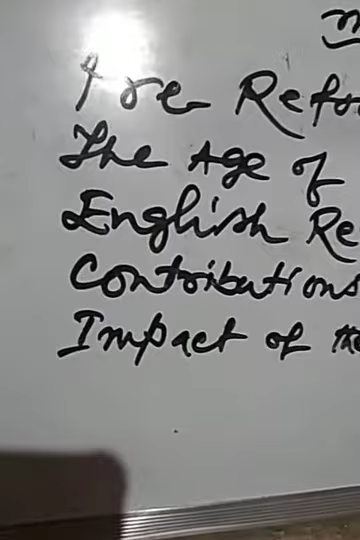 Pre Refo
The Age of
English Re
Contributions
Impact of the